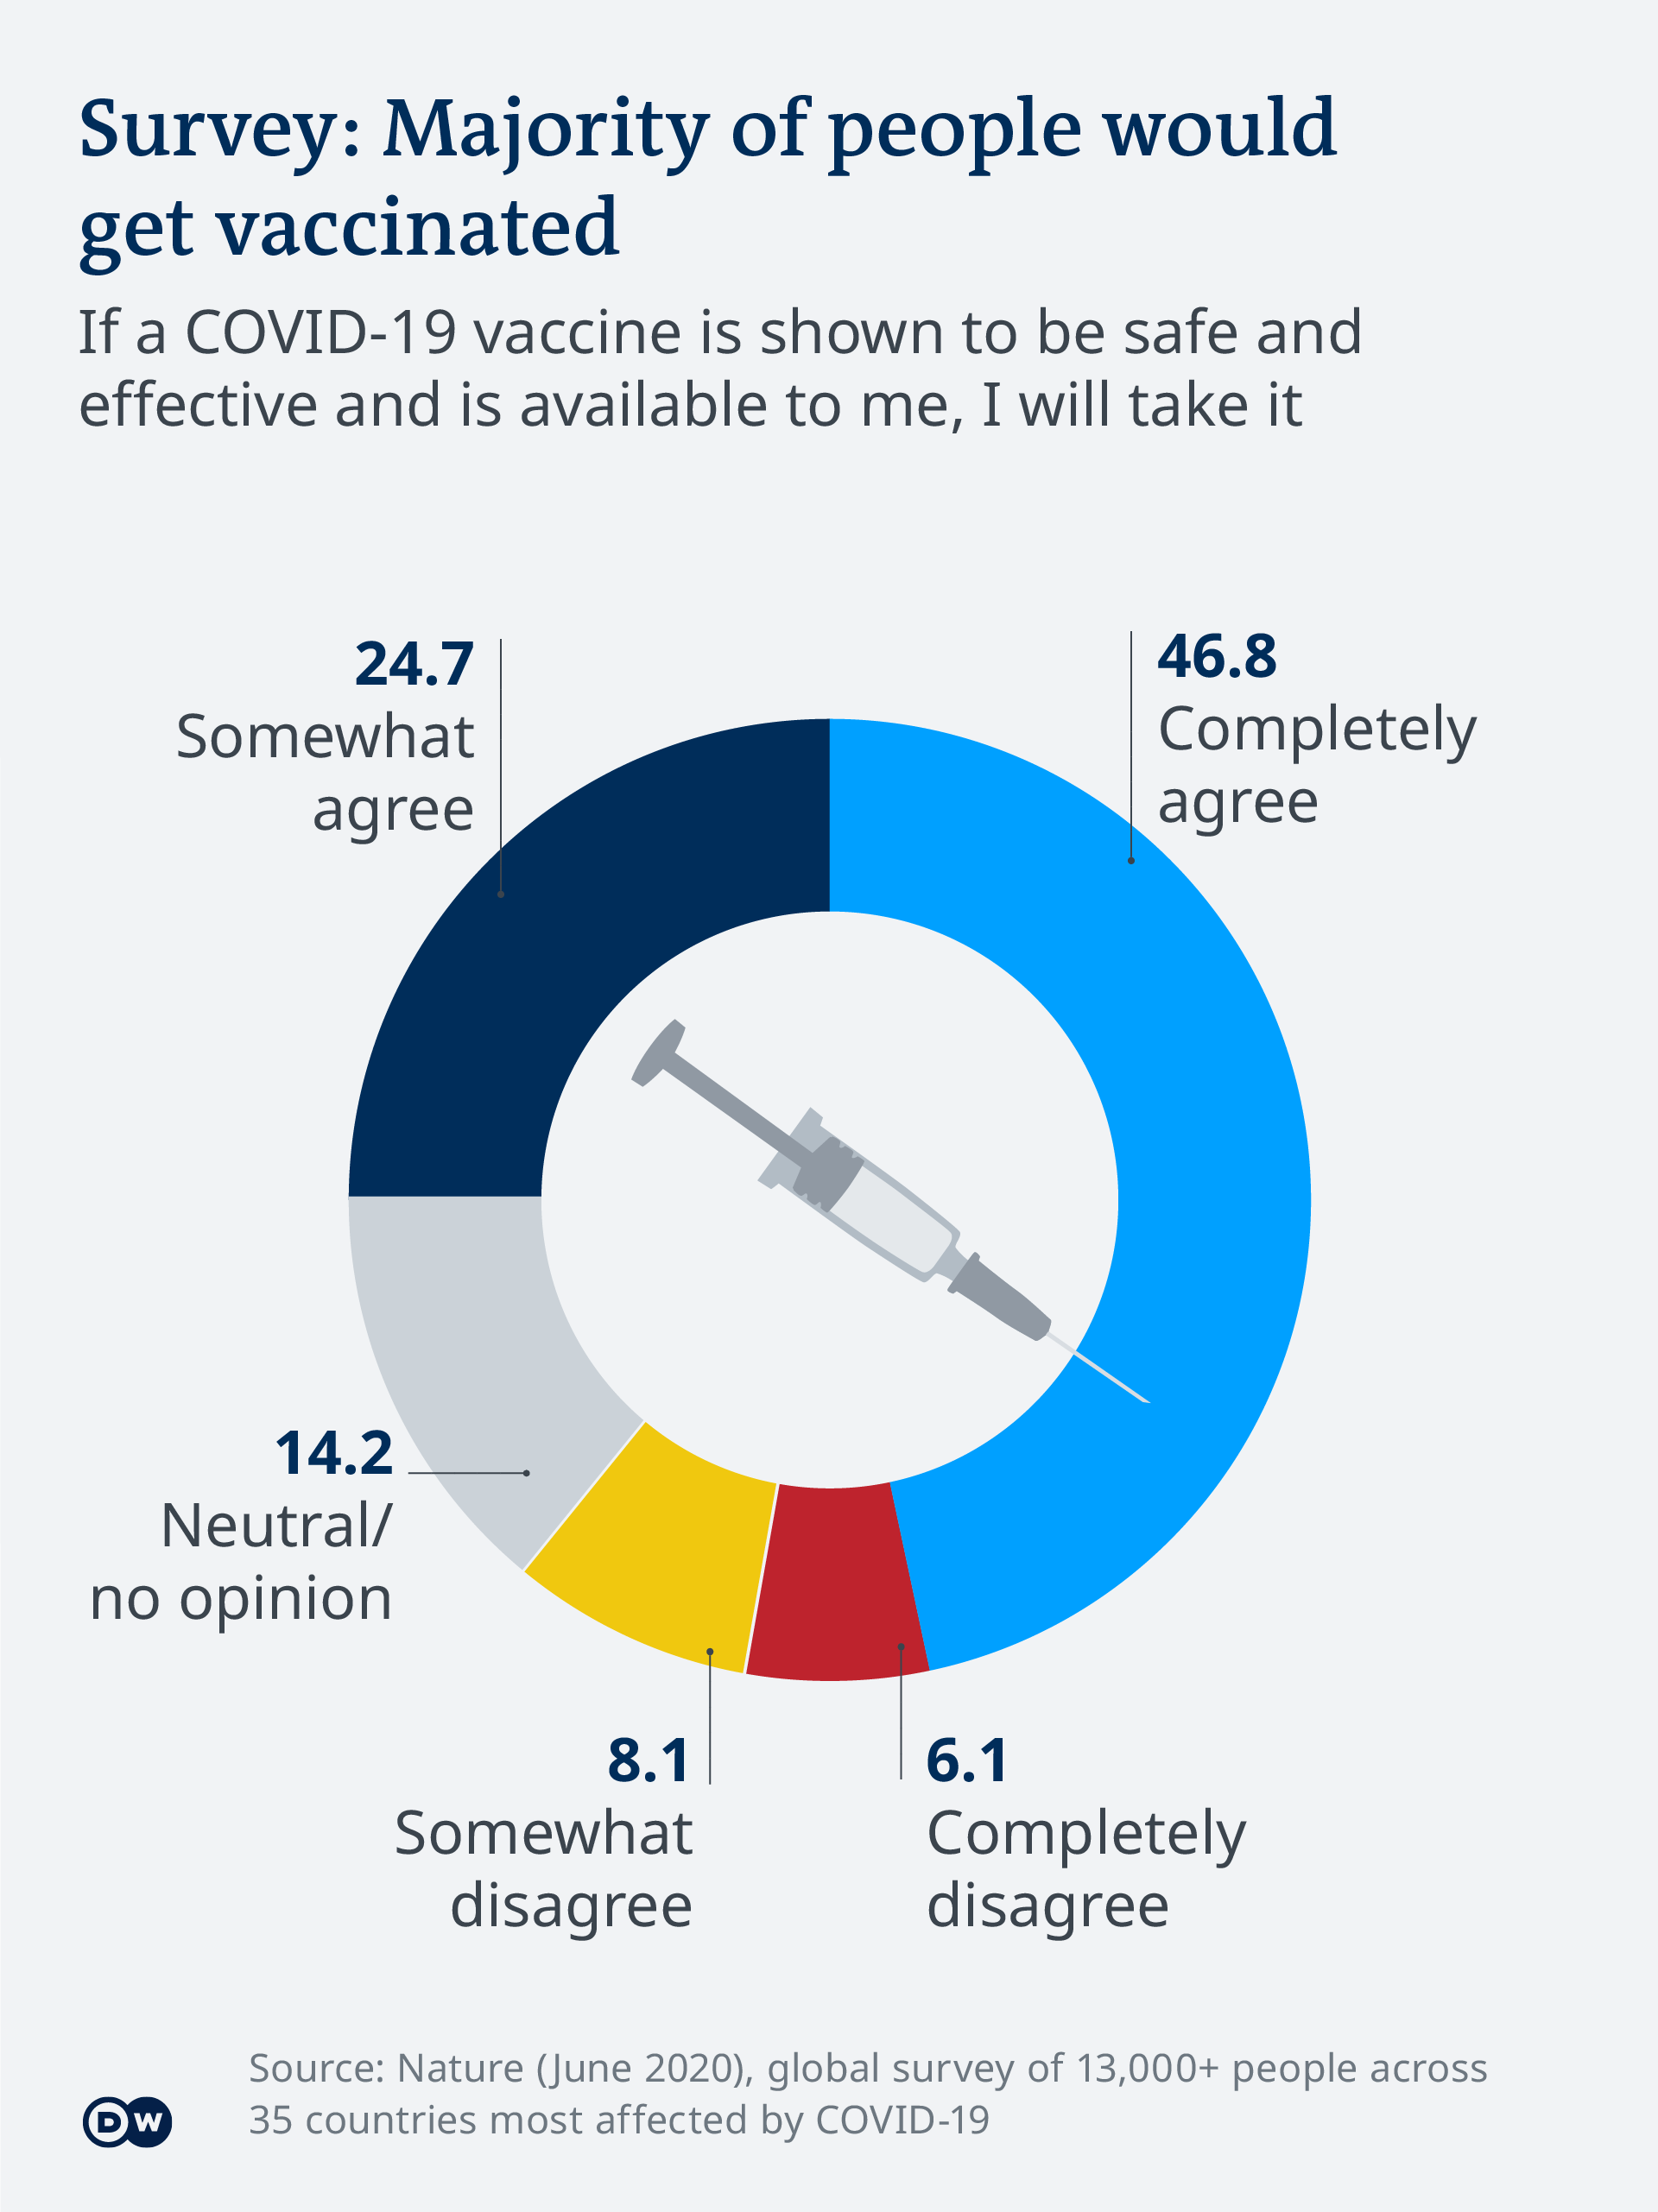 Survey: Majority of people would
get vaccinated
If a COVID-19 vaccine is shown to be safe and
effective and is available to me, I will take it
24.7
Somewhat
agree
46.8
Completely
agree
14.2
Neutral/
no opinion
8.1
Somewhat
disagree
6.1
Completely
disagree
Source: Nature (June 2020), global survey of 13,000+ people across
35 countries most affected by COVID-19
DW